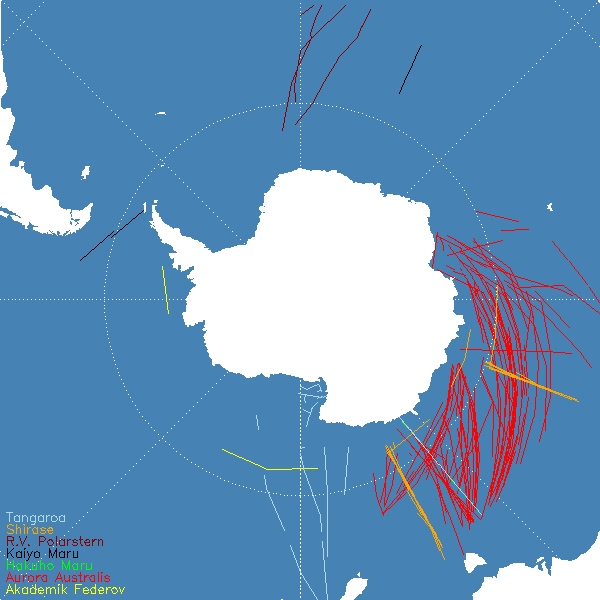 Tangaroa
Shirase
R.V. Polarstern
Kaiyo Maru
Hakuho Maru
Aurora Australis
Akademik Federov